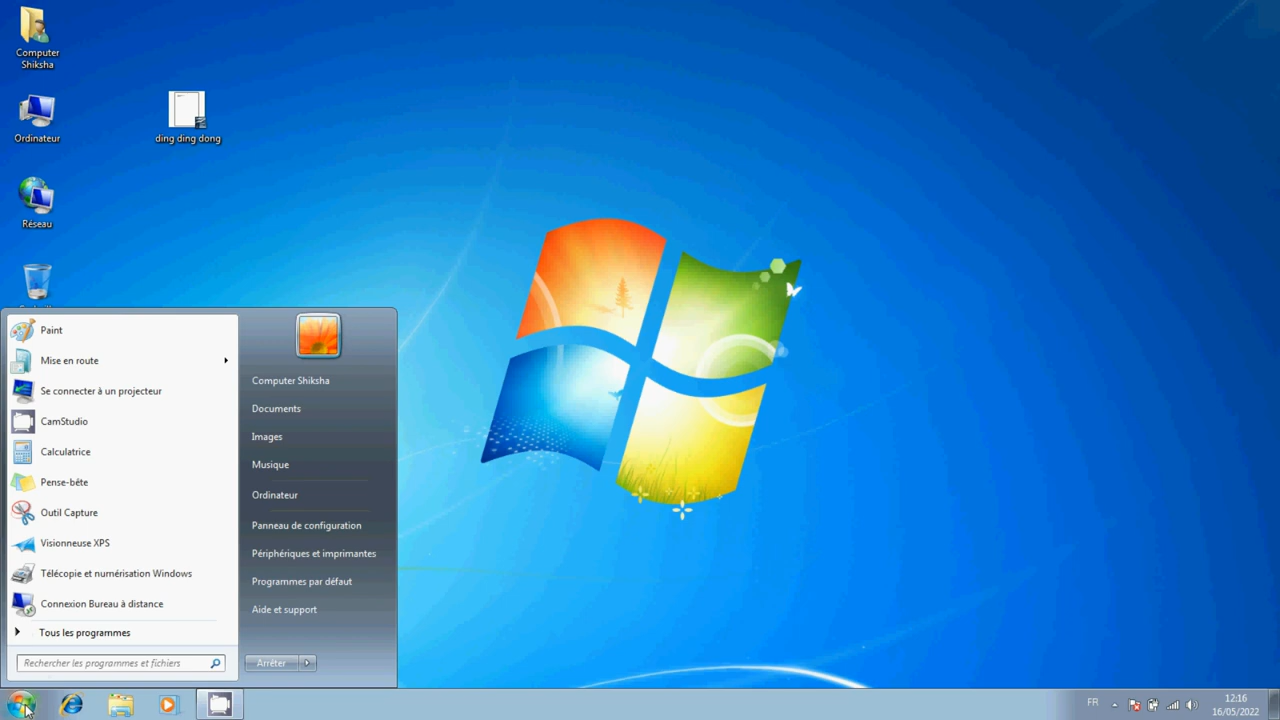 Computer
Shiksha
Ordinateur
ding ding dong
Réseau
Paint
Mise en route
Se connecter à un projecteur
CamStudio
Calculatrice
Pense-bête
Outil Capture
Visionneuse XPS
Télécopie et numérisation Windows
Connexion Bureau à distance
Tous les programmes
Rechercher les programmes et fichiers
Computer Shiksha
Documents
Images
Musique
Ordinateur
Panneau de configuration
Périphériques et imprimantes
Programmes par défaut
Aide et support
Arrêter
FR
12:16
16/05/2022